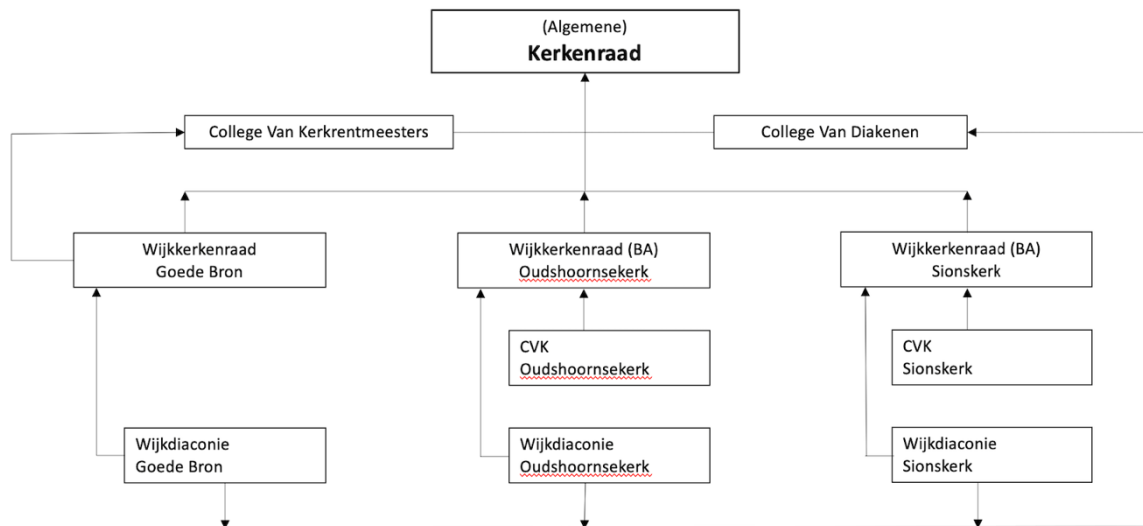 (Algemene)
Kerkenraad
College Van Kerkrentmeesters
College Van Diakenen
Wijkkerkenraad
Goede Bron
Wijkkerkenraad (BA)
Oudshoornsekerk
Wijkkerkenraad (BA)
Sionskerk
CVK
Oudshoornsekerk
CVK
Sionskerk
Wijkdiaconie
Goede Bron
Wijkdiaconie
Oudshoornsekerk
Wijkdiaconie
Sionskerk